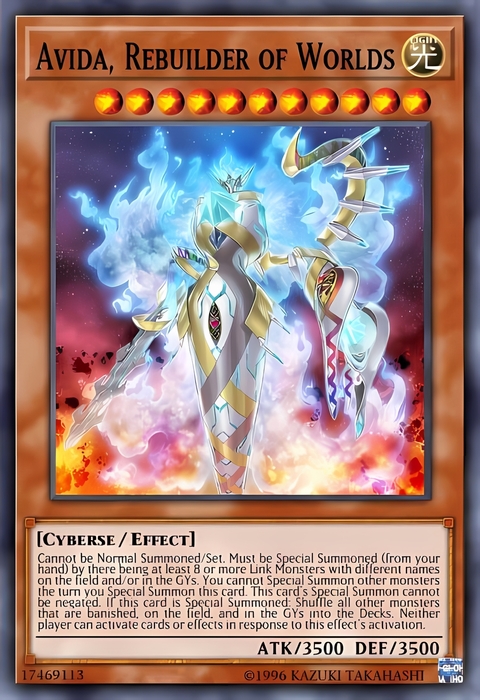 AVIDA, REBUILDER OF WORLDS
光
[CYBERSE / EFFECT]
Cannot be Normal Summoned/Set. Must be Special Summoned (from your
hand) by there being at least 8 or more Link Monsters with different names
on the field and/or in the GYs. You cannot Special Summon other monsters
the turn you Special Summon this card. This card's Special Summon cannot
be negated. If this card is Special Summoned: Shuffle all other monsters
that are banished, on the field, and in the GYs into the Decks. Neither
player can activate cards or effects in response to this effect's activation.
ATK/3500 DEF/3500
17469113
©1996 KAZUKI TAKAHASHI